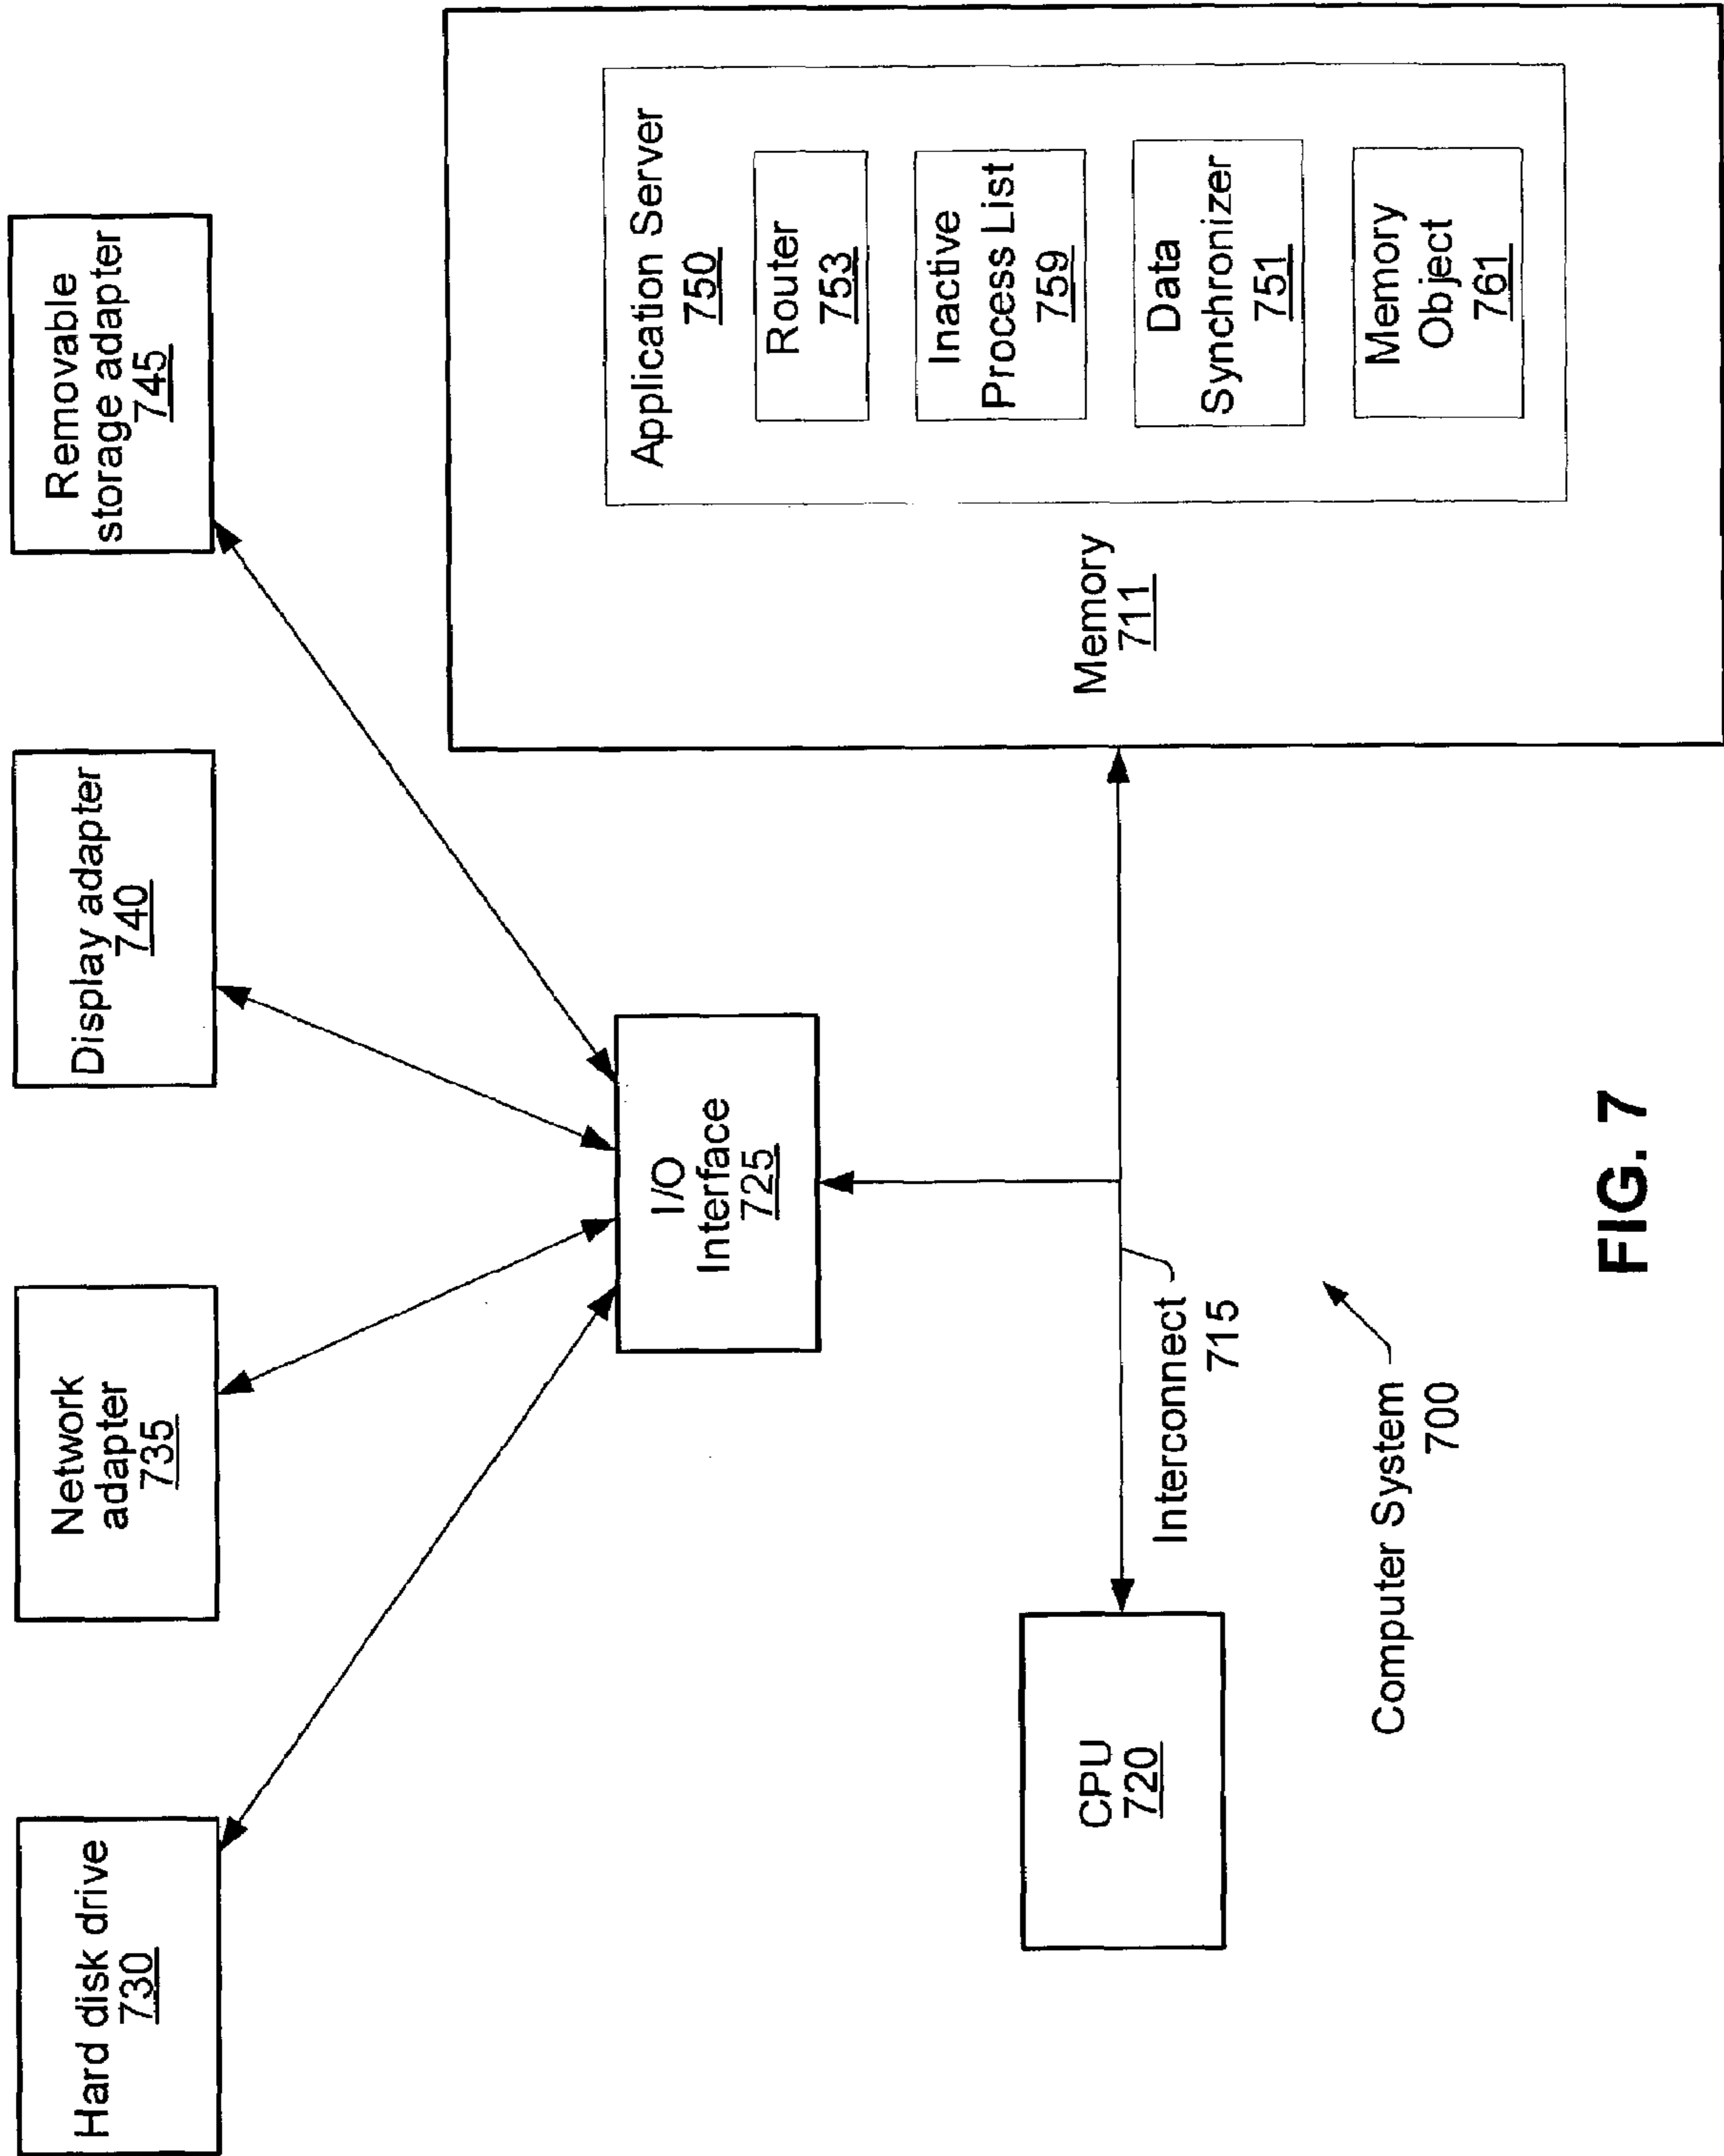 Hard disk drive
730
Network
adapter
735
Display adapter
740
Removable
storage adapter
745
I/O
Interface
725
CPU
720
Interconnect
715
Memory
711
Application Server
750
Router
753
Inactive
Process List
759
Data
Synchronizer
751
Memory
Object
761
Computer System
700
FIG. 7